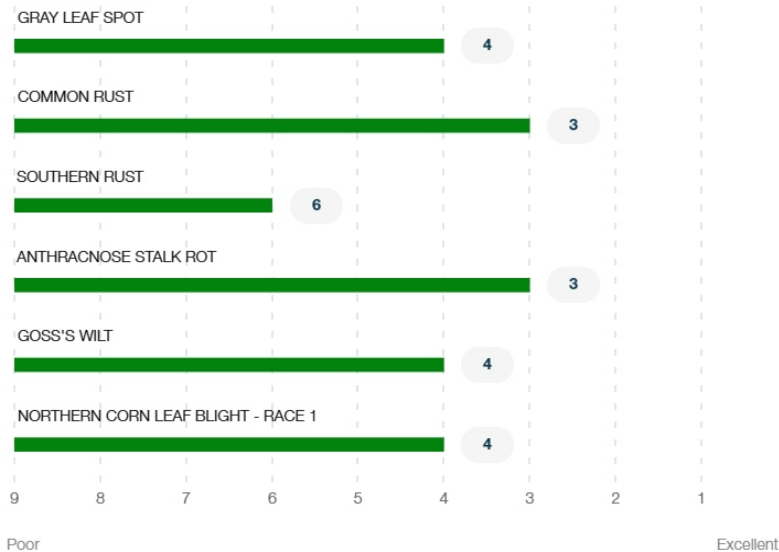 GRAY LEAF SPOT
4
COMMON RUST
3
SOUTHERN RUST
6
ANTHRACNOSE STALK ROT
3
GOSS'S WILT
4
NORTHERN CORN LEAF BLIGHT - RACE 1
4
9 8 7 6 5 4 3 2 1
Poor Excellent